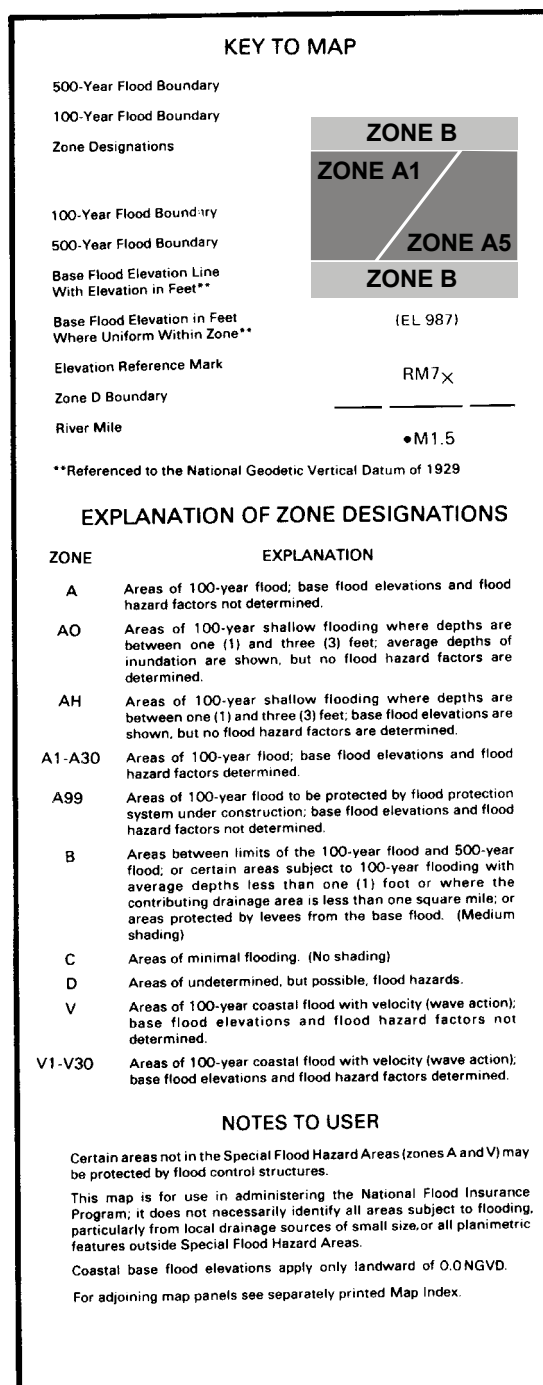 KEY TO MAP
500-Year Flood Boundary
100-Year Flood Boundary
Zone Designations
ZONE B
ZONE A1
ZONE A5
ZONE B
100-Year Flood Boundary
500-Year Flood Boundary
Base Flood Elevation Line
With Elevation in Feet**
Base Flood Elevation in Feet
Where Uniform Within Zone**
(EL 987)
Elevation Reference Mark
RM7×
Zone D Boundary
River Mile
•M1.5
**Referenced to the National Geodetic Vertical Datum of 1929
EXPLANATION OF ZONE DESIGNATIONS
ZONE EXPLANATION
A Areas of 100-year flood; base flood elevations and flood
hazard factors not determined.
AO Areas of 100-year shallow flooding where depths are
between one (1) and three (3) feet; average depths of
inundation are shown, but no flood hazard factors are
determined.
AH Areas of 100-year shallow flooding where depths are
between one (1) and three (3) feet; base flood elevations are
shown, but no flood hazard factors are determined.
A1-A30 Areas of 100-year flood; base flood elevations and flood
hazard factors determined.
A99 Areas of 100-year flood to be protected by flood protection
system under construction; base flood elevations and flood
hazard factors not determined.
B Areas between limits of the 100-year flood and 500-year
flood; or certain areas subject to 100-year flooding with
average depths less than one (1) foot or where the
contributing drainage area is less than one square mile; or
areas protected by levees from the base flood. (Medium
shading)
C Areas of minimal flooding. (No shading)
D Areas of undetermined, but possible, flood hazards.
V Areas of 100-year coastal flood with velocity (wave action);
base flood elevations and flood hazard factors not
determined.
V1-V30 Areas of 100-year coastal flood with velocity (wave action);
base flood elevations and flood hazard factors determined.
NOTES TO USER
Certain areas not in the Special Flood Hazard Areas (zones A and V) may
be protected by flood control structures.
This map is for use in administering the National Flood Insurance
Program; it does not necessarily identify all areas subject to flooding,
particularly from local drainage sources of small size, or all planimetric
features outside Special Flood Hazard Areas.
Coastal base flood elevations apply only landward of 0.0 NGVD.
For adjoining map panels see separately printed Map Index.